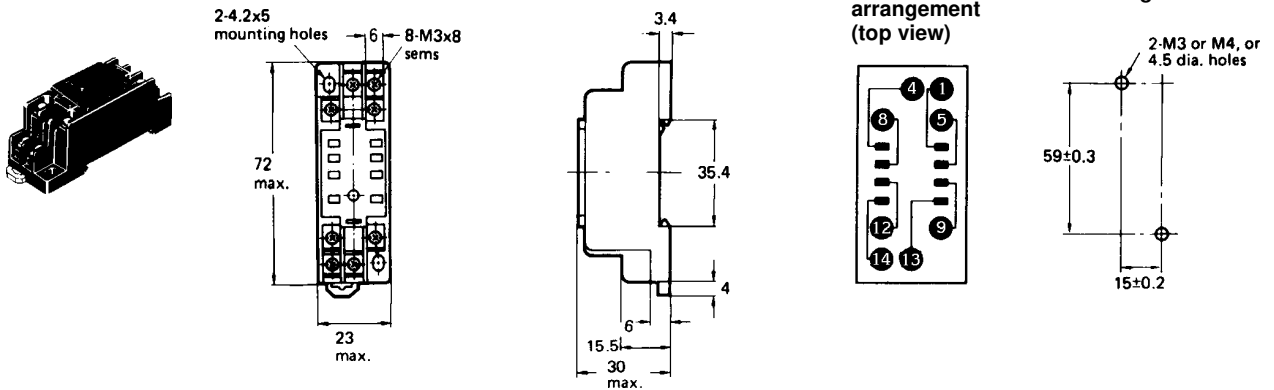 2-4.2x5
mounting holes
6
8-M3x8
sems
72
max.
23
max.
3.4
35.4
4
6
15.5
30
max.
arrangement
(top view)
4 1
8 5
12 9
14 13
2-M3 or M4, or
4.5 dia. holes
59±0.3
15±0.2